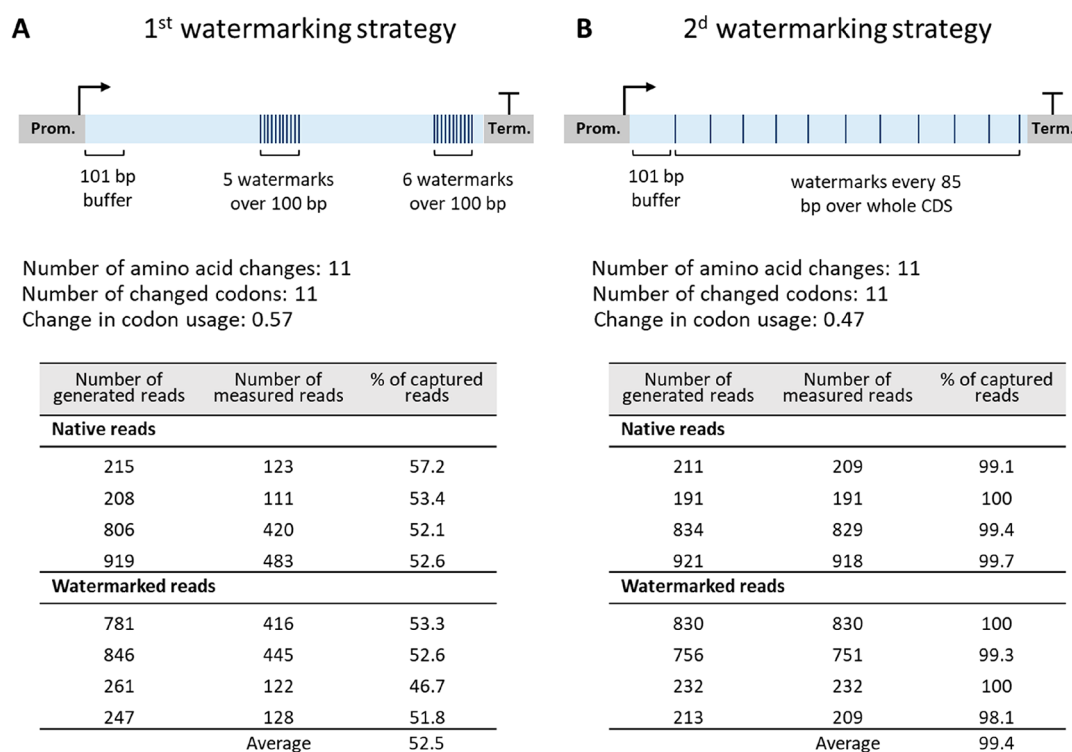 A 1st watermarking strategy
Prom. Term.
101 bp
buffer
5 watermarks
over 100 bp
6 watermarks
over 100 bp
Number of amino acid changes: 11
Number of changed codons: 11
Change in codon usage: 0.57
Number of generated reads Number of measured reads % of captured reads
Native reads
215 123 57.2
208 111 53.4
806 420 52.1
919 483 52.6
Watermarked reads
781 416 53.3
846 445 52.6
261 122 46.7
247 128 51.8
Average 52.5
B 2d watermarking strategy
Prom. Term.
101 bp
buffer
watermarks every 85
bp over whole CDS
Number of amino acid changes: 11
Number of changed codons: 11
Change in codon usage: 0.47
Number of generated reads Number of measured reads % of captured reads
Native reads
211 209 99.1
191 191 100
834 829 99.4
921 918 99.7
Watermarked reads
830 830 100
756 751 99.3
232 232 100
213 209 98.1
Average 99.4